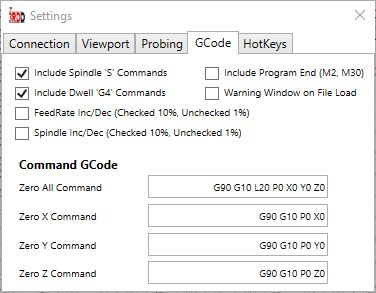 Settings
Connection Viewport Probing GCode HotKeys
Include Spindle 'S' Commands Include Program End (M2, M30)
Include Dwell 'G4' Commands Warning Window on File Load
FeedRate Inc/Dec (Checked 10%, Unchecked 1%)
Spindle Inc/Dec (Checked 10%, Unchecked 1%)
Command GCode
Zero All Command G90 G10 L20 P0 X0 Y0 Z0
Zero X Command G90 G10 P0 X0
Zero Y Command G90 G10 P0 Y0
Zero Z Command G90 G10 P0 Z0